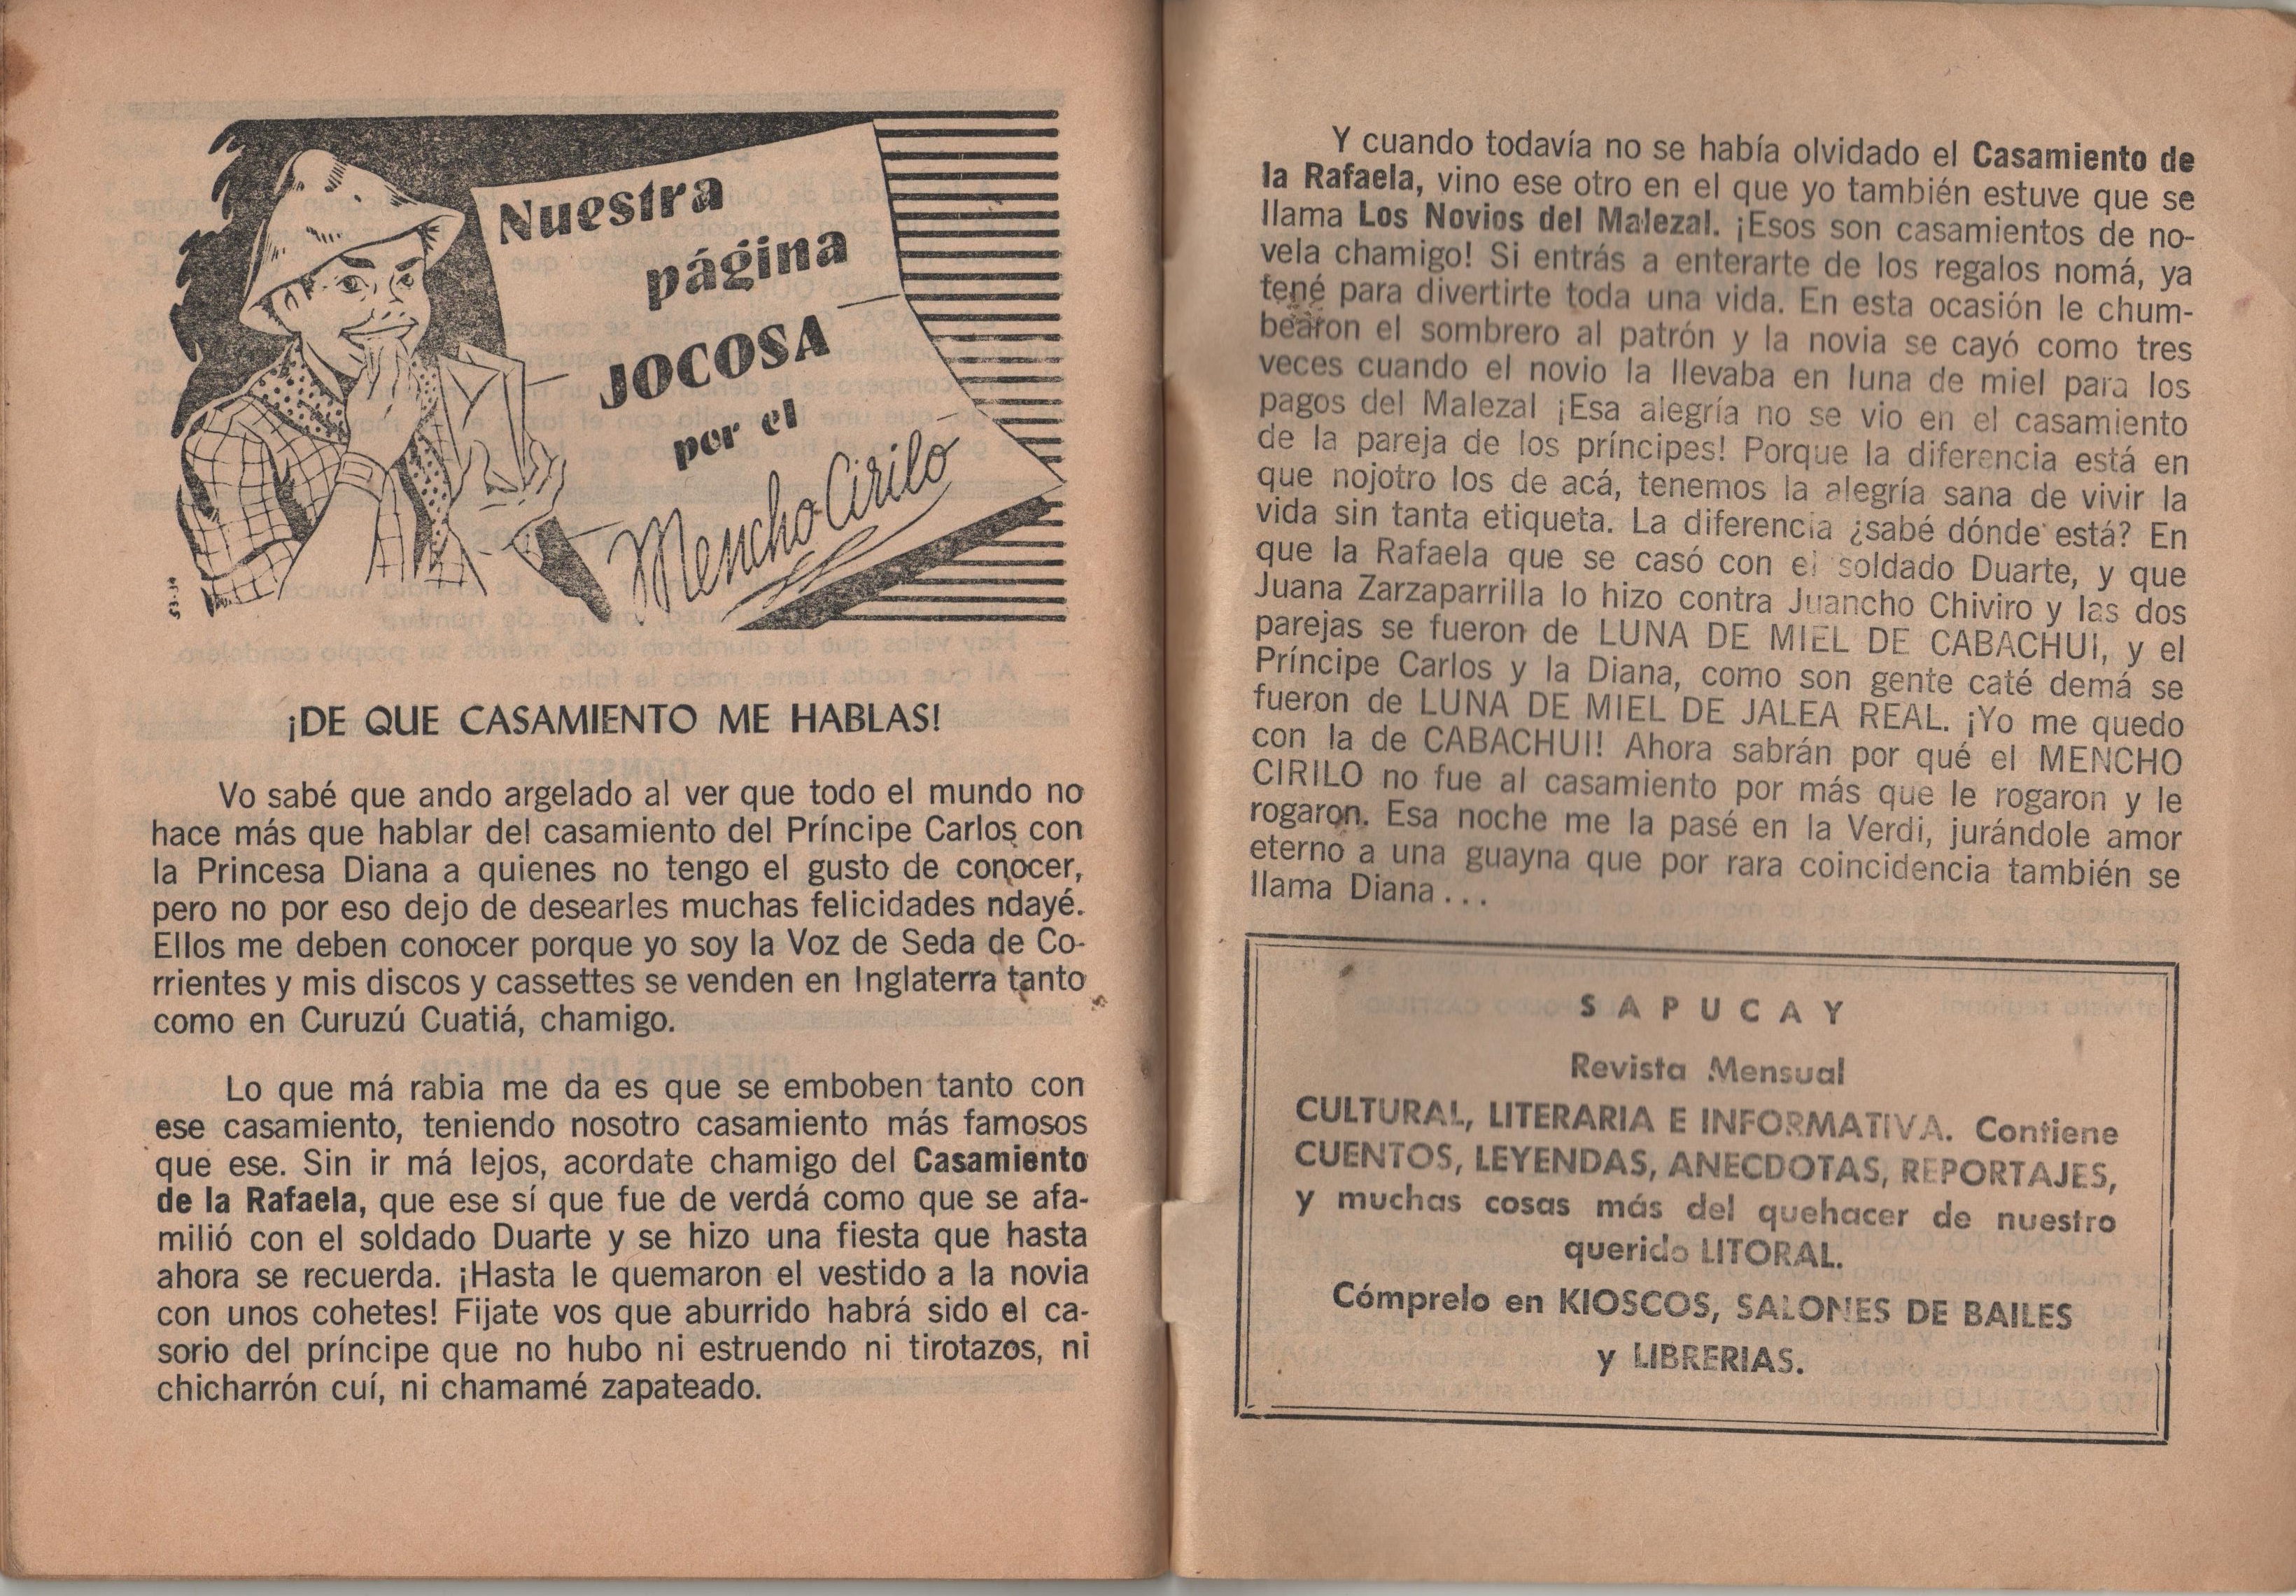 Nuestra
página
JOCOSA
por el
Mencho Cirilo
¡DE QUE CASAMIENTO ME HABLAS!
Vo sabé que ando argelado al ver que todo el mundo no
hace más que hablar del casamiento del Príncipe Carlos con
la Princesa Diana a quienes no tengo el gusto de conocer,
pero no por eso dejo de desearles muchas felicidades ndayé.
Ellos me deben conocer porque yo soy la Voz de Seda de Co-
rrientes y mis discos y cassettes se venden en Inglaterra tanto
como en Curuzú Cuatiá, chamigo.
Lo que má rabia me da es que se emboben tanto con
ese casamiento, teniendo nosotro casamiento más famosos
que ese. Sin ir má lejos, acordate chamigo del Casamiento
de la Rafaela, que ese sí que fue de verdá como que se afa-
milió con el soldado Duarte y se hizo una fiesta que hasta
ahora se recuerda. ¡Hasta le quemaron el vestido a la novia
con unos cohetes! Fijate vos que aburrido habrá sido el ca-
sorio del príncipe que no hubo ni estruendo ni tirotazos, ni
chicharrón cuí, ni chamamé zapateado.
Y cuando todavía no se había olvidado el Casamiento de
la Rafaela, vino ese otro en el que yo también estuve que se
llama Los Novios del Malezal. ¡Esos son casamientos de no-
vela chamigo! Si entrás a enterarte de los regalos nomá, ya
tené para divertirte toda una vida. En esta ocasión le chum-
bearon el sombrero al patrón y la novia se cayó como tres
veces cuando el novio la llevaba en luna de miel para los
pagos del Malezal ¡Esa alegría no se vio en el casamiento
de la pareja de los príncipes! Porque la diferencia está en
que nojotro los de acá, tenemos la alegría sana de vivir la
vida sin tanta etiqueta. La diferencia ¿sabé dónde está? En
que la Rafaela que se casó con el soldado Duarte, y que
Juana Zarzaparrilla lo hizo contra Juancho Chiviro y las dos
parejas se fueron de LUNA DE MIEL DE CABACHUI, y el
Príncipe Carlos y la Diana, como son gente caté demá se
fueron de LUNA DE MIEL DE JALEA REAL. ¡Yo me quedo
con la de CABACHUI! Ahora sabrán por qué el MENCHO
CIRILO no fue al casamiento por más que le rogaron y le
rogaron. Esa noche me la pasé en la Verdi, jurándole amor
eterno a una guayna que por rara coincidencia también se
llama Diana...
SAPUCAY
Revista Mensual
CULTURAL, LITERARIA E INFORMATIVA. Contiene
CUENTOS, LEYENDAS, ANECDOTAS, REPORTAJES,
y muchas cosas más del quehacer de nuestro
querido LITORAL.
Cómprelo en KIOSCOS, SALONES DE BAILES
y LIBRERIAS.